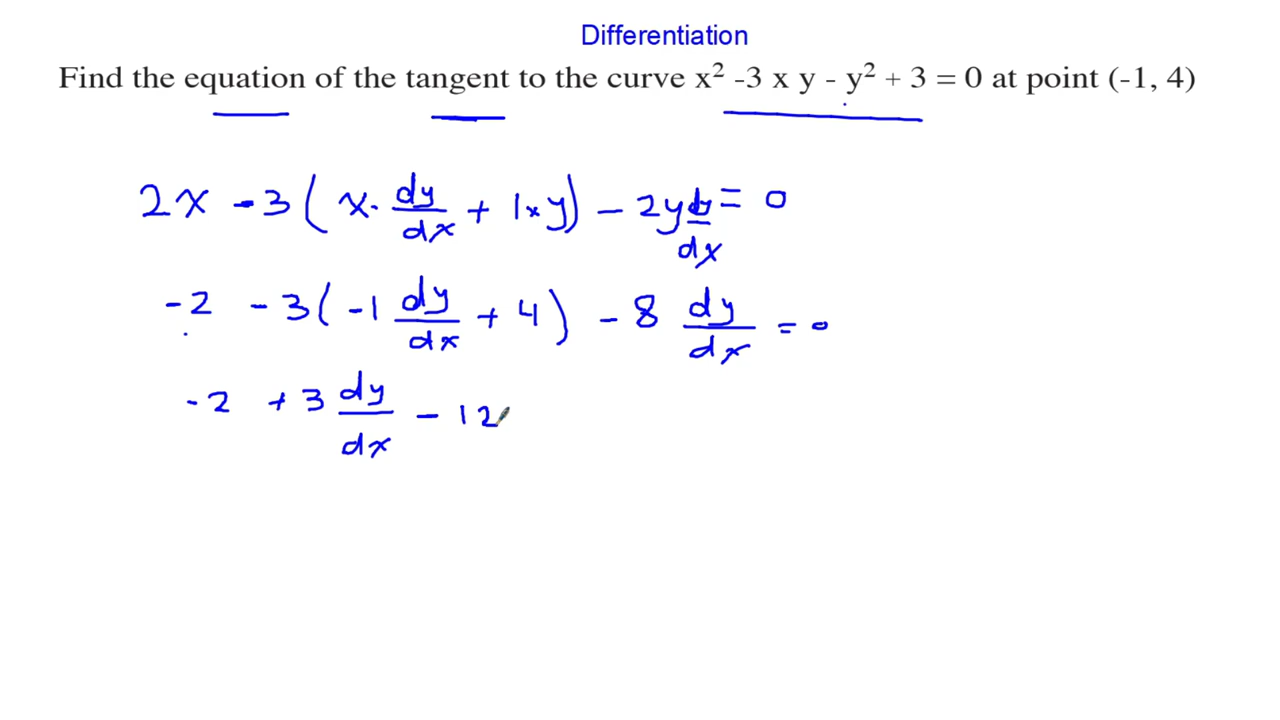 Differentiation
Find the equation of the tangent to the curve x² -3 x y - y² + 3 = 0 at point (-1, 4)
2x - 3 ( x · dy/dx + 1 × y ) - 2y dy/dx = 0
-2 - 3 ( -1 dy/dx + 4 ) - 8 dy/dx = 0
-2 + 3 dy/dx - 12